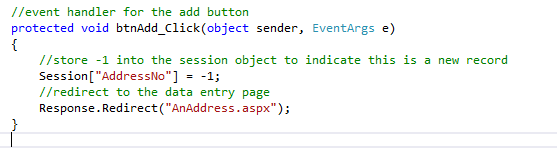 //event handler for the add button
protected void btnAdd_Click(object sender, EventArgs e)
{
//store -1 into the session object to indicate this is a new record
Session["AddressNo"] = -1;
//redirect to the data entry page
Response.Redirect("AnAddress.aspx");
}